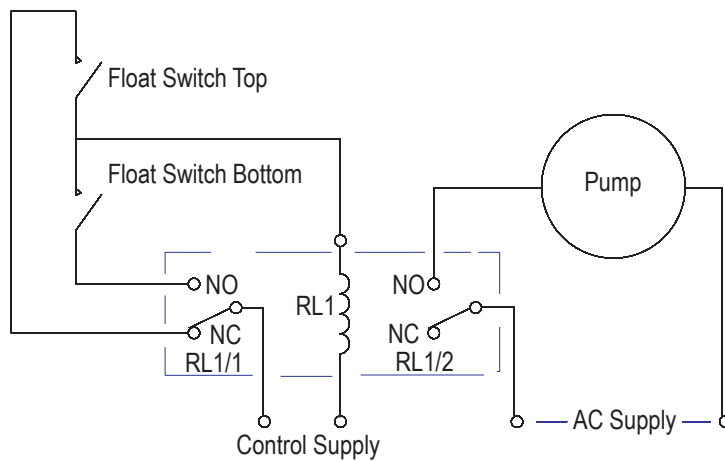 Float Switch Top
Float Switch Bottom
Pump
NO
RL1
NO
NC
NC
RL1/1
RL1/2
AC Supply
Control Supply